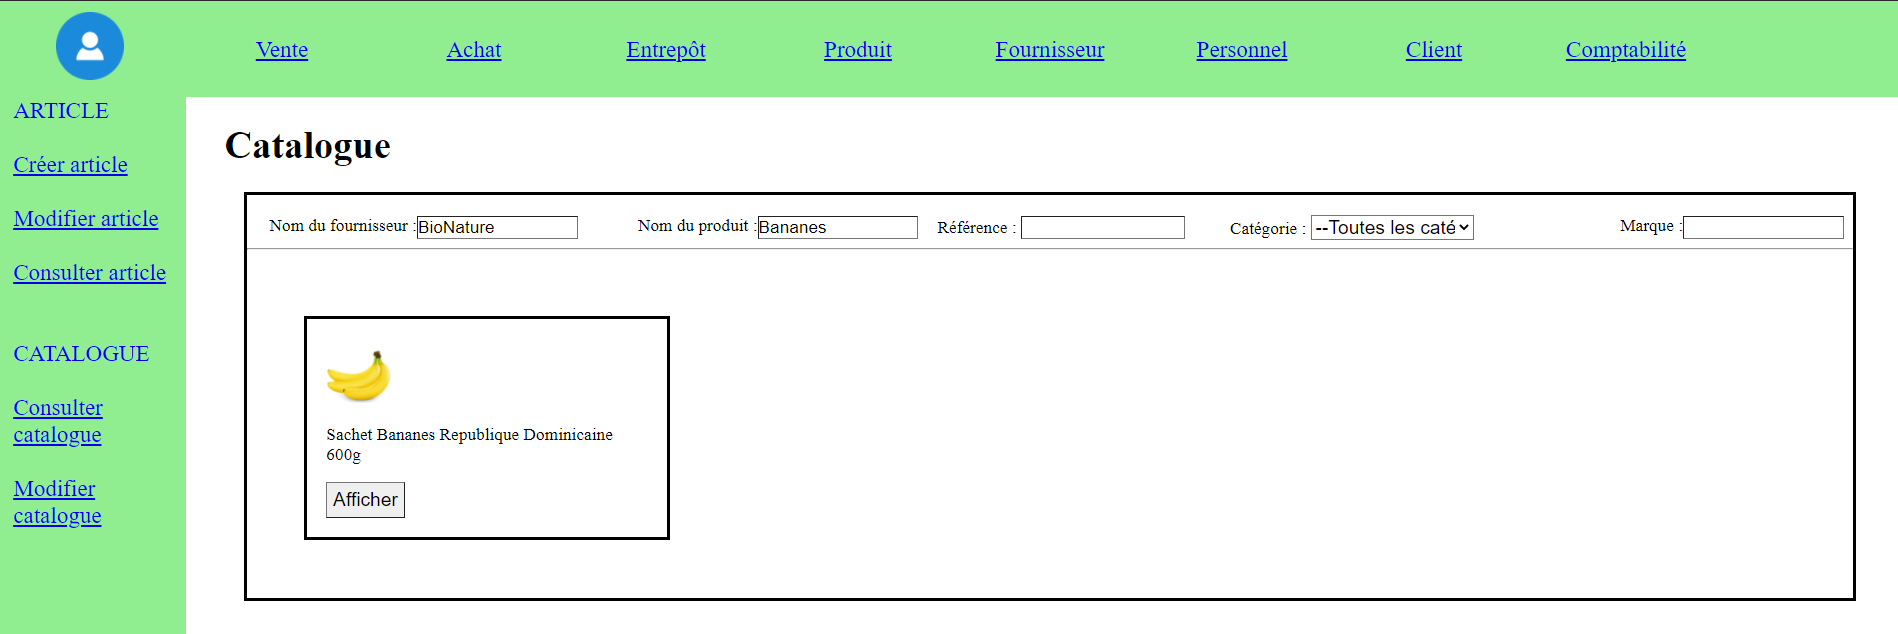 Vente Achat Entrepôt Produit Fournisseur Personnel Client Comptabilité
ARTICLE
Créer article
Modifier article
Consulter article
CATALOGUE
Consulter
catalogue
Modifier
catalogue
Catalogue
Nom du fournisseur :BioNature Nom du produit :Bananes Référence : Catégorie : --Toutes les caté Marque :
Sachet Bananes Republique Dominicaine
600g
Afficher